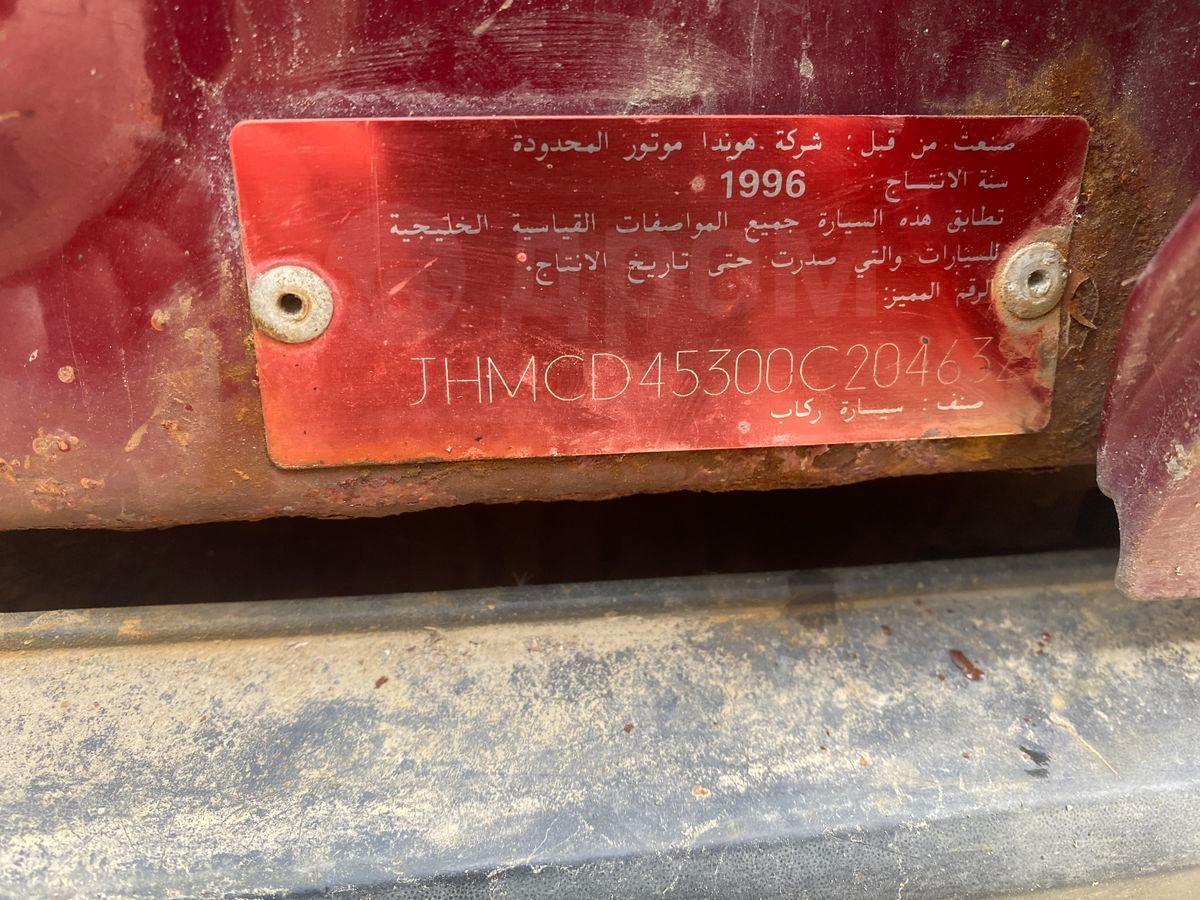 صنعت من قبل: شركة هوندا موتور المحدودة
سنة الانتاج: 1996
تطابق هذه السيارة جميع المواصفات القياسية الخليجية
للسيارات والتي صدرت حتى تاريخ الانتاج.
الرقم المميز:
JHMCD45300C204632
صنف: سيارة ركاب